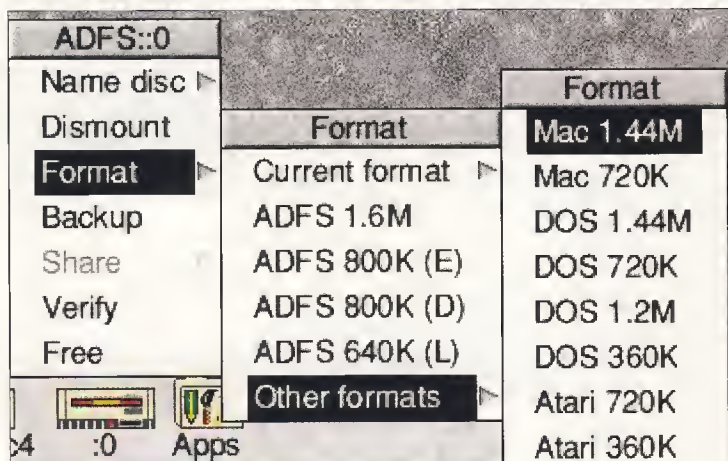 ADFS::0
Name disc
Dismount
Format
Backup
Share
Verify
Free
Format
Current format
ADFS 1.6M
ADFS 800K (E)
ADFS 800K (D)
ADFS 640K (L)
Other formats
Format
Mac 1.44M
Mac 720K
DOS 1.44M
DOS 720K
DOS 1.2M
DOS 360K
Atari 720K
Atari 360K
:0
Apps